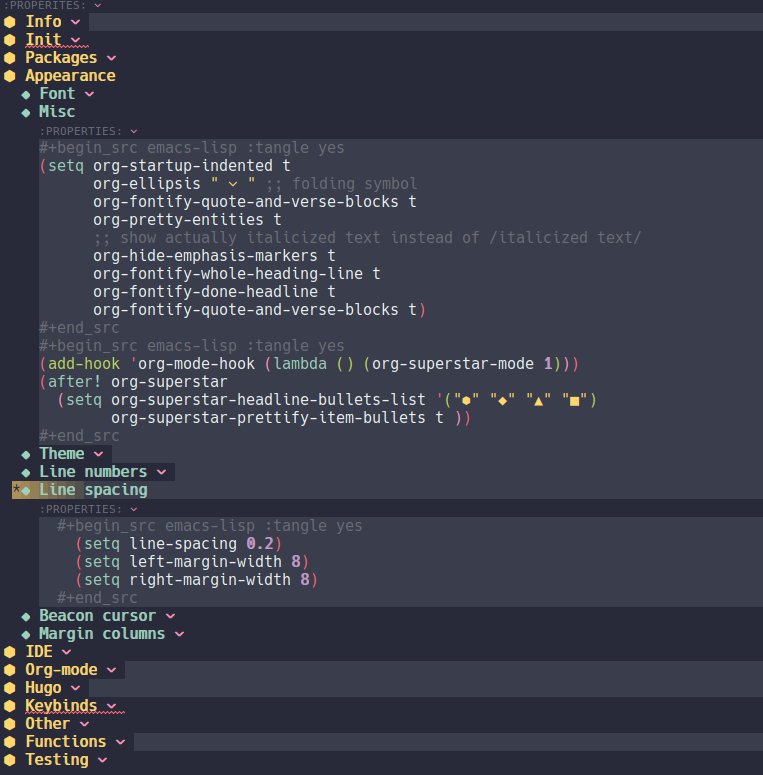 :PROPERITES: ⌄
⬢ Info ⌄
⬢ Init ⌄
⬢ Packages ⌄
⬢ Appearance
◆ Font ⌄
◆ Misc
:PROPERTIES: ⌄
#+begin_src emacs-lisp :tangle yes
(setq org-startup-indented t
org-ellipsis " ⌄ " ;; folding symbol
org-fontify-quote-and-verse-blocks t
org-pretty-entities t
;; show actually italicized text instead of /italicized text/
org-hide-emphasis-markers t
org-fontify-whole-heading-line t
org-fontify-done-headline t
org-fontify-quote-and-verse-blocks t)
#+end_src
#+begin_src emacs-lisp :tangle yes
(add-hook 'org-mode-hook (lambda () (org-superstar-mode 1)))
(after! org-superstar
(setq org-superstar-headline-bullets-list '("⬢" "◆" "▲" "■")
org-superstar-prettify-item-bullets t ))
#+end_src
◆ Theme ⌄
◆ Line numbers ⌄
*◆ Line spacing
:PROPERTIES: ⌄
#+begin_src emacs-lisp :tangle yes
(setq line-spacing 0.2)
(setq left-margin-width 8)
(setq right-margin-width 8)
#+end_src
◆ Beacon cursor ⌄
◆ Margin columns ⌄
⬢ IDE ⌄
⬢ Org-mode ⌄
⬢ Hugo ⌄
⬢ Keybinds ⌄
⬢ Other ⌄
⬢ Functions ⌄
⬢ Testing ⌄